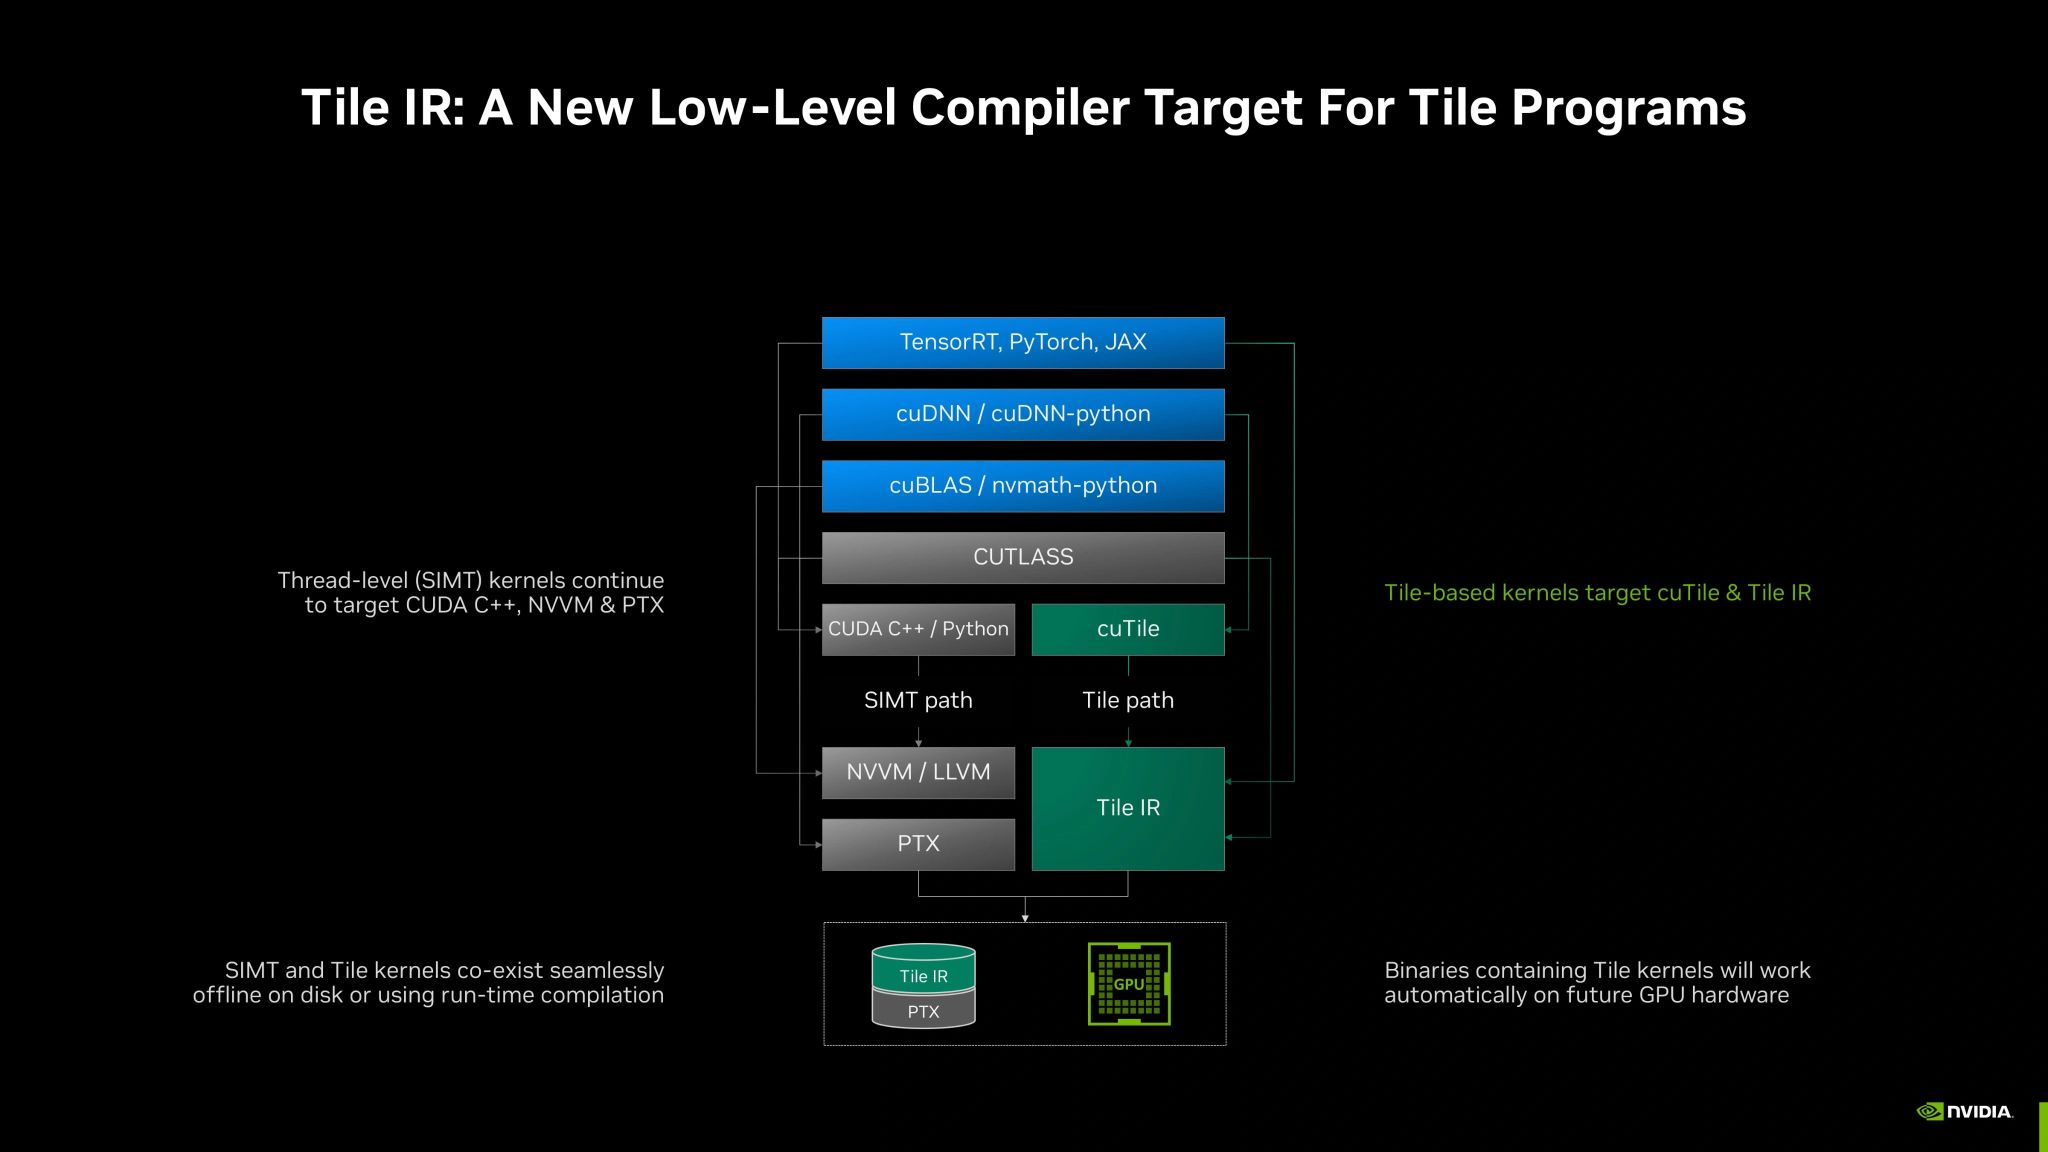 Tile IR: A New Low-Level Compiler Target For Tile Programs
TensorRT, PyTorch, JAX
cuDNN / cuDNN-python
cuBLAS / nvmath-python
CUTLASS
Thread-level (SIMT) kernels continue
to target CUDA C++, NVVM & PTX
Tile-based kernels target cuTile & Tile IR
CUDA C++ / Python
cuTile
SIMT path
Tile path
NVVM / LLVM
Tile IR
PTX
SIMT and Tile kernels co-exist seamlessly
offline on disk or using run-time compilation
Tile IR
PTX
GPU
Binaries containing Tile kernels will work
automatically on future GPU hardware
NVIDIA.